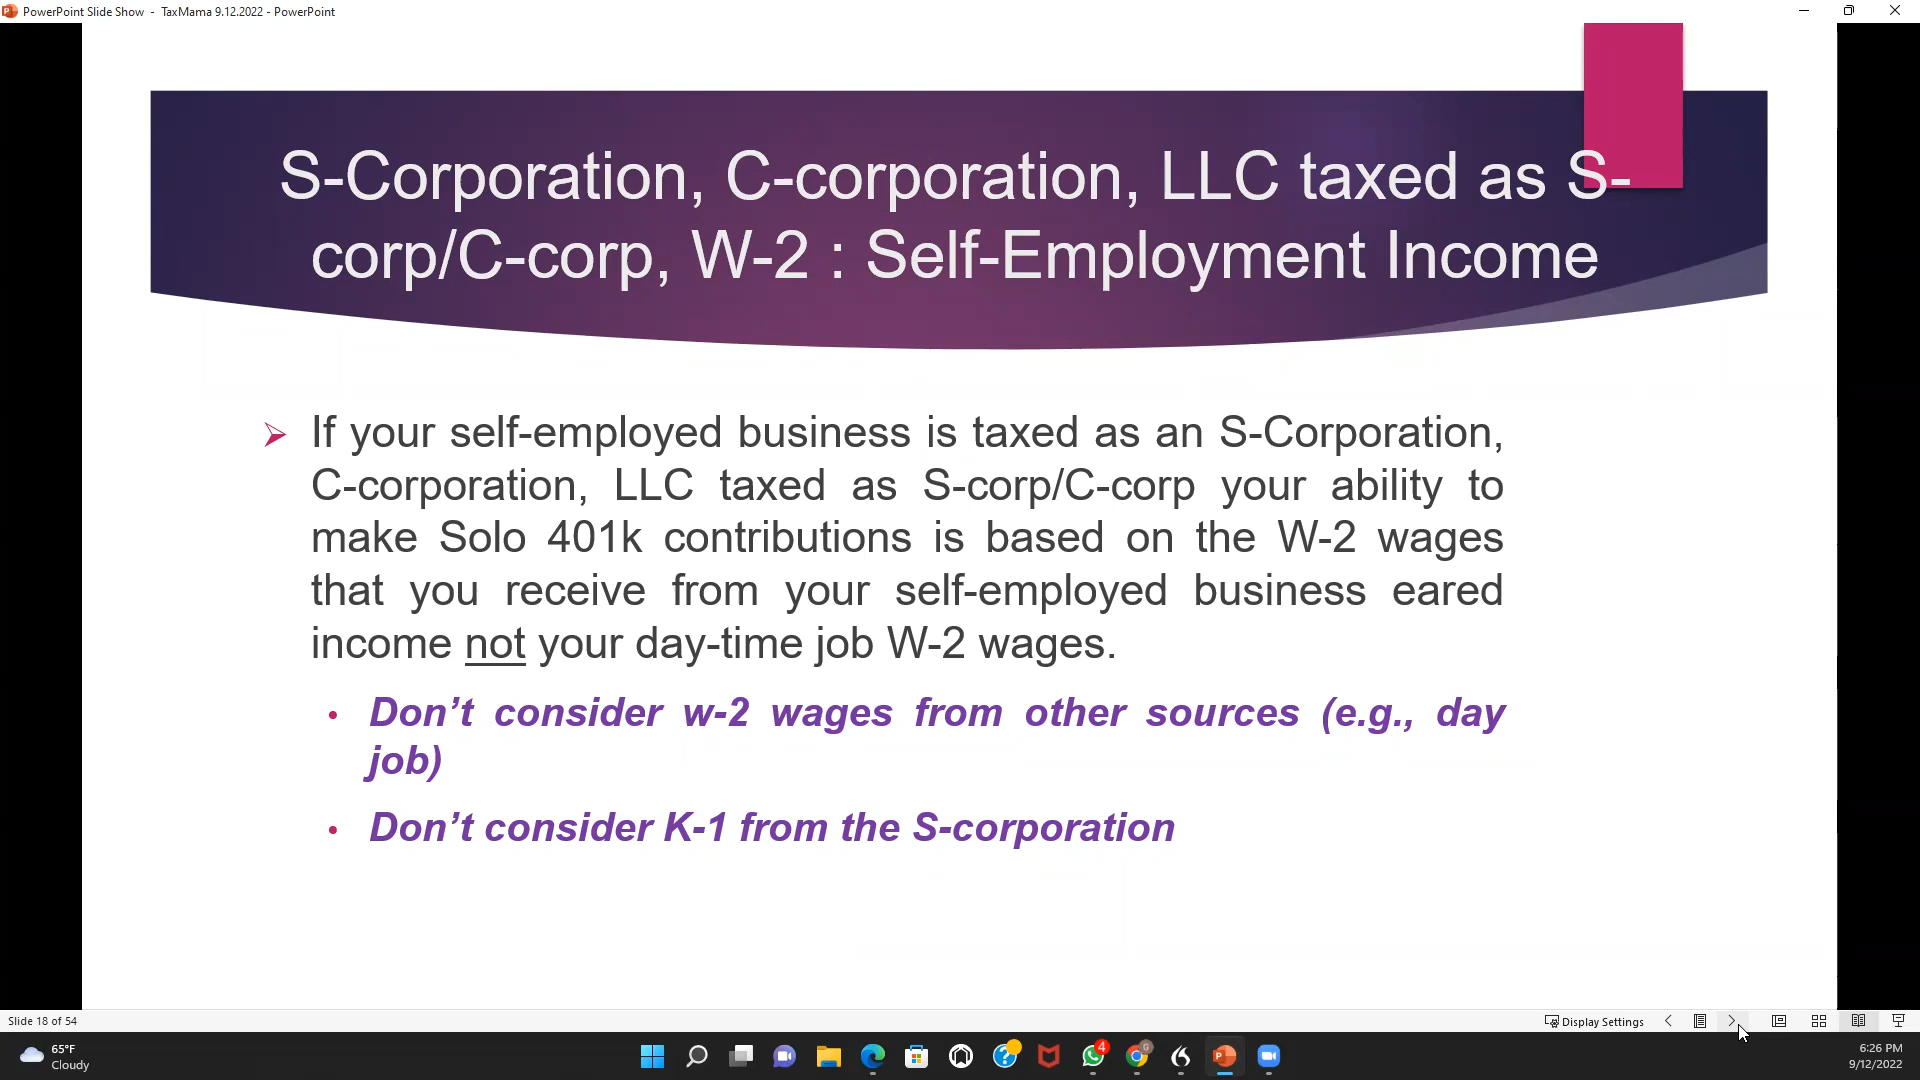 PowerPoint Slide Show - TaxMama 9.12.2022 - PowerPoint
S-Corporation, C-corporation, LLC taxed as S-
corp/C-corp, W-2 : Self-Employment Income
If your self-employed business is taxed as an S-Corporation,
C-corporation, LLC taxed as S-corp/C-corp your ability to
make Solo 401k contributions is based on the W-2 wages
that you receive from your self-employed business eared
income not your day-time job W-2 wages.
• Don’t consider w-2 wages from other sources (e.g., day
job)
• Don’t consider K-1 from the S-corporation
Slide 18 of 54
Display Settings
65°F
Cloudy
4
G
6:26 PM
9/12/2022